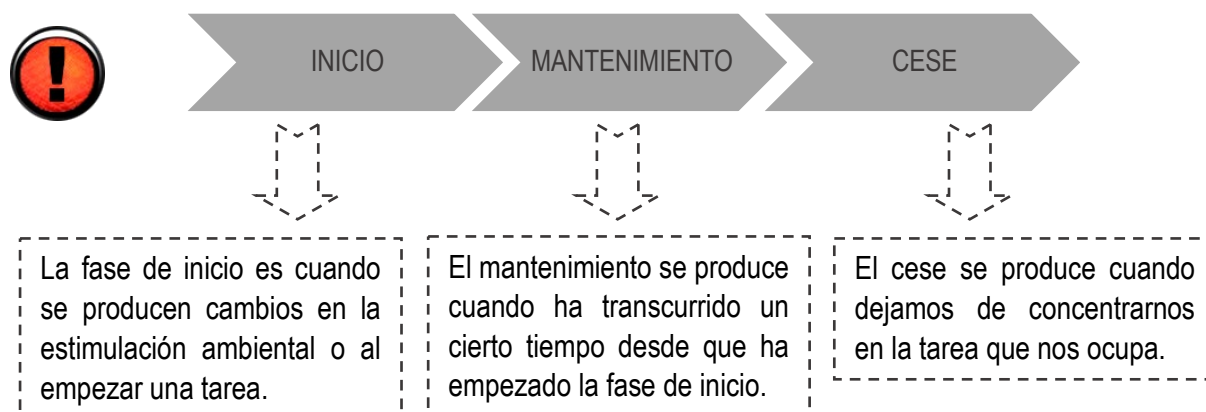 INICIO
MANTENIMIENTO
CESE
La fase de inicio es cuando
se producen cambios en la
estimulación ambiental o al
empezar una tarea.
El mantenimiento se produce
cuando ha transcurrido un
cierto tiempo desde que ha
empezado la fase de inicio.
El cese se produce cuando
dejamos de concentrarnos
en la tarea que nos ocupa.